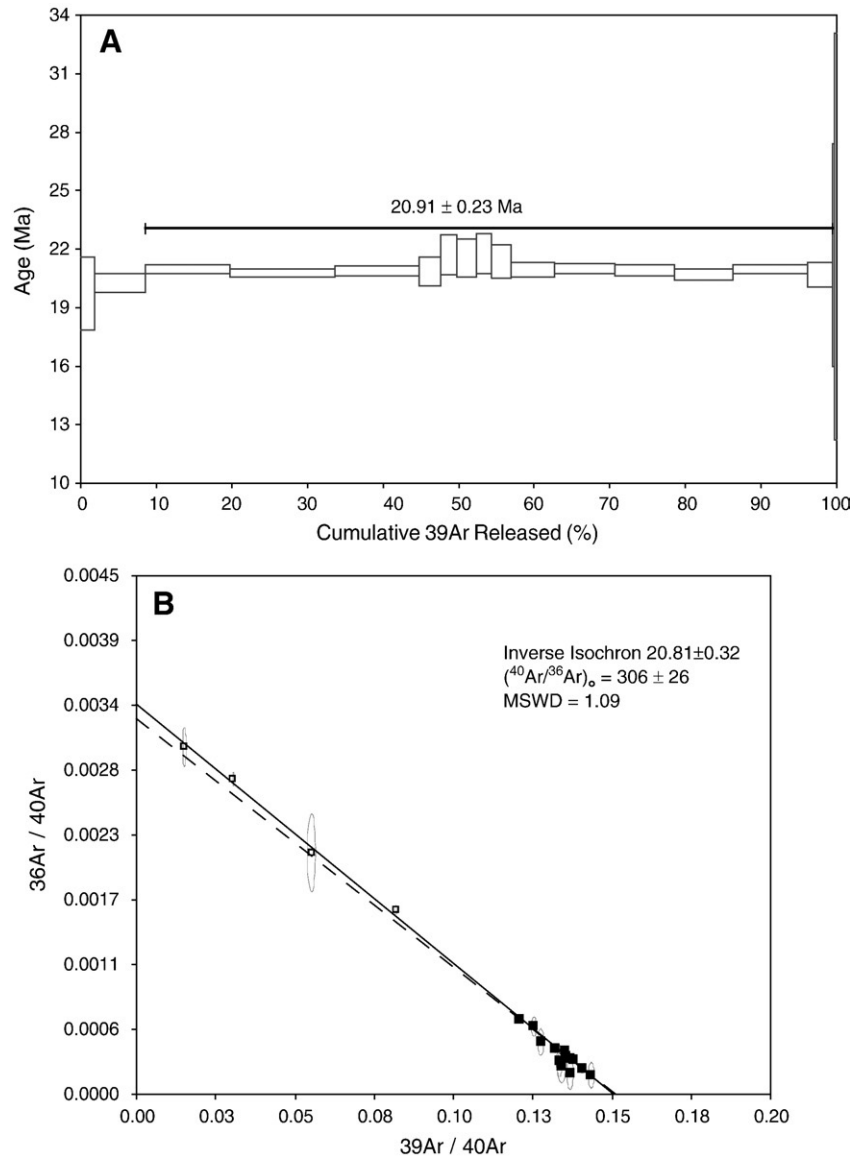 A
34
31
28
25
22
19
16
13
10
Age (Ma)
20.91 ± 0.23 Ma
0 10 20 30 40 50 60 70 80 90 100
Cumulative 39Ar Released (%)
B
0.0045
0.0039
0.0034
0.0028
0.0023
0.0017
0.0011
0.0006
0.0000
36Ar / 40Ar
Inverse Isochron 20.81±0.32
(⁴⁰Ar/³⁶Ar)ₒ = 306 ± 26
MSWD = 1.09
0.00 0.03 0.05 0.08 0.10 0.13 0.15 0.18 0.20
39Ar / 40Ar